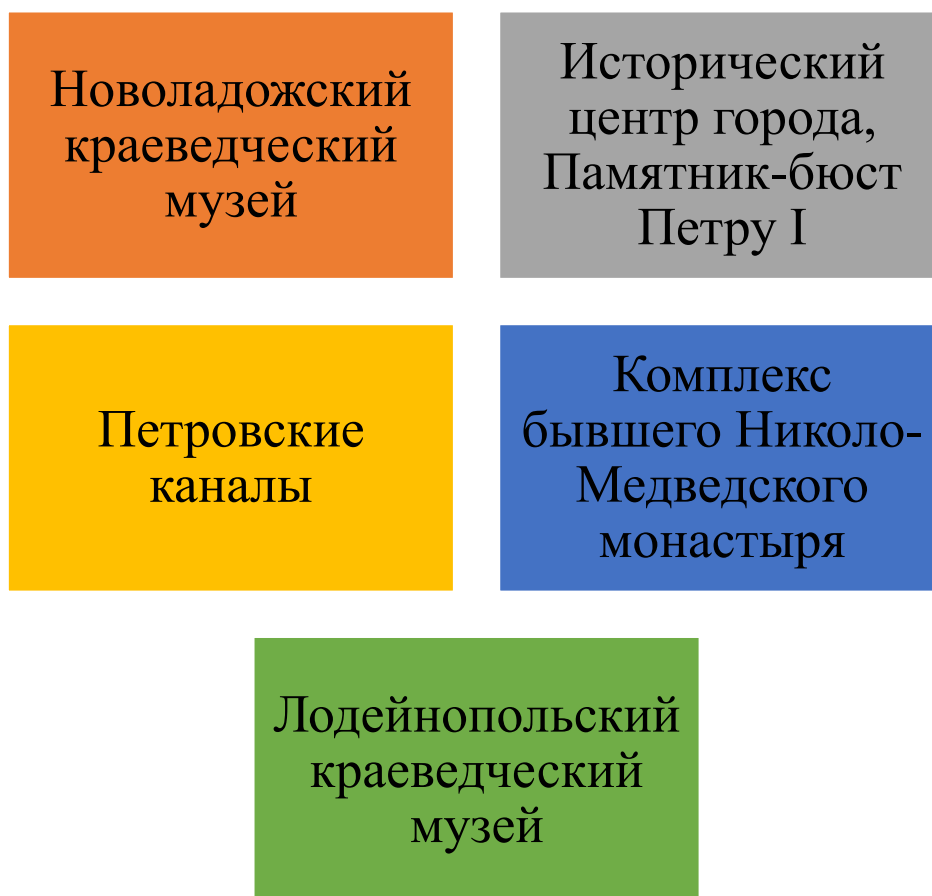 Новоладожский
краеведческий
музей
Исторический
центр города,
Памятник-бюст
Петру I
Петровские
каналы
Комплекс
бывшего Николо-
Медведского
монастыря
Лодейнопольский
краеведческий
музей